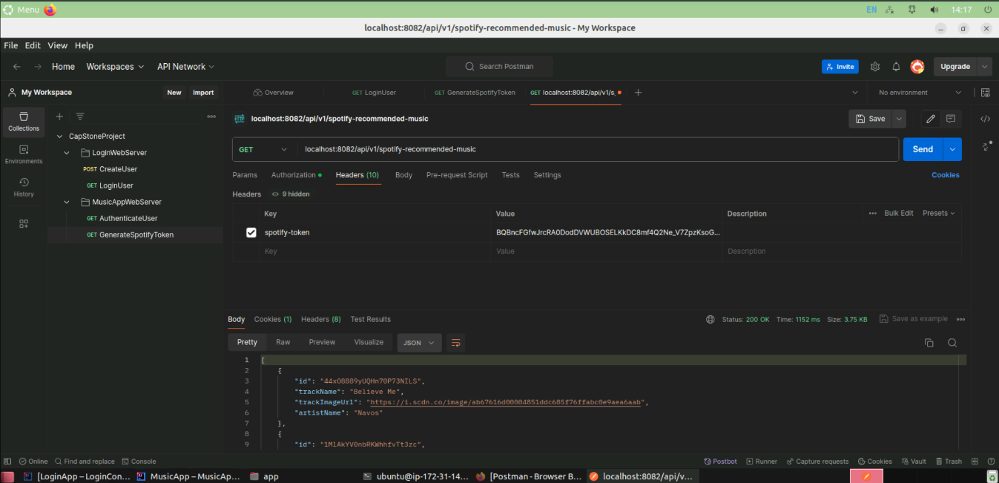 Menu EN 14:17
localhost:8082/api/v1/spotify-recommended-music - My Workspace
File Edit View Help
Home Workspaces API Network Search Postman Invite Upgrade
My Workspace New Import Overview GET LoginUser GET GenerateSpotifyToken GET localhost:8082/api/v1/s, No environment
Collections
Environments
History
CapStoneProject
LoginWebServer
POST CreateUser
GET LoginUser
MusicAppWebServer
GET AuthenticateUser
GET GenerateSpotifyToken
HTTP localhost:8082/api/v1/spotify-recommended-music Save
GET localhost:8082/api/v1/spotify-recommended-music Send
Params Authorization Headers (10) Body Pre-request Script Tests Settings Cookies
Headers 9 hidden
Key Value Description Bulk Edit Presets
spotify-token BQBncFGfwJrcRA0DodDVWUBOSELKkDC8mf4Q2Ne_V7ZpzKsoG...
Key Value Description
Body Cookies (1) Headers (8) Test Results Status: 200 OK Time: 1152 ms Size: 3.75 KB Save as example
Pretty Raw Preview Visualize JSON
1 [
2 {
3 "id": "44xO8889yUQHn70P73NILS",
4 "trackName": "Believe Me",
5 "trackImageUrl": "https://i.scdn.co/image/ab67616d00004851ddc685f76ffabc0e9aea6aab",
6 "artistName": "Navos"
7 },
8 {
9 "id": "1MlAkYV0nbRKWhhfvTt3zc",
Online Find and replace Console Postbot Runner Capture requests Cookies Vault Trash
[LoginApp – LoginCon... MusicApp – MusicAp... app ubuntu@ip-172-31-14... [Postman - Browser B... localhost:8082/api/v...